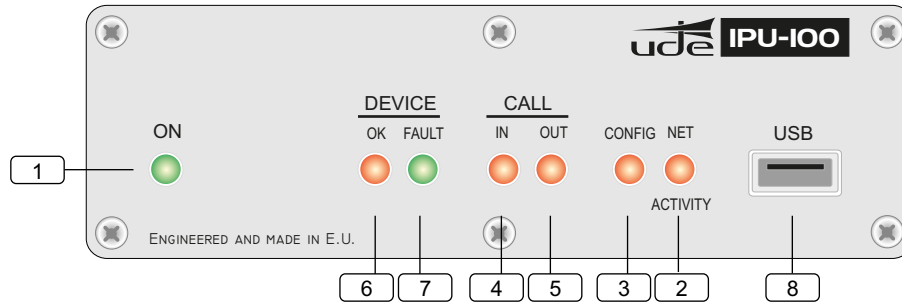 ude IPU-100
DEVICE CALL
ON OK FAULT IN OUT CONFIG NET USB
1
ACTIVITY
ENGINEERED AND MADE IN E.U.
6 7 4 5 3 2 8